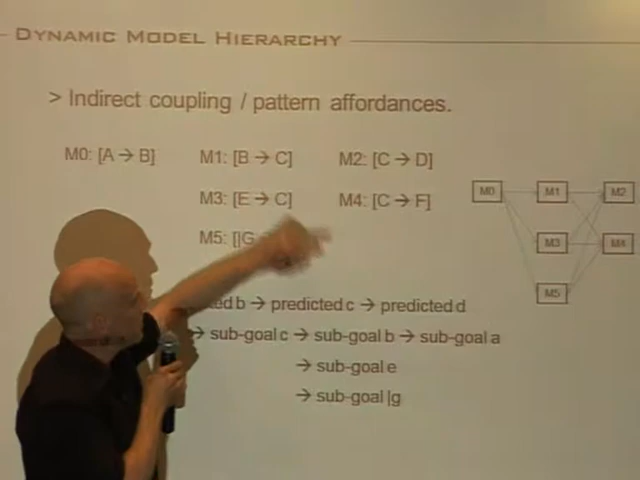 DYNAMIC MODEL HIERARCHY
> Indirect coupling / pattern affordances.
M0: [A → B] M1: [B → C] M2: [C → D]
M3: [E → C] M4: [C → F]
M5: [|G
M0 M1 M2
M3 M4
M5
b → predicted c → predicted d
→ sub-goal c → sub-goal b → sub-goal a
→ sub-goal e
→ sub-goal |g